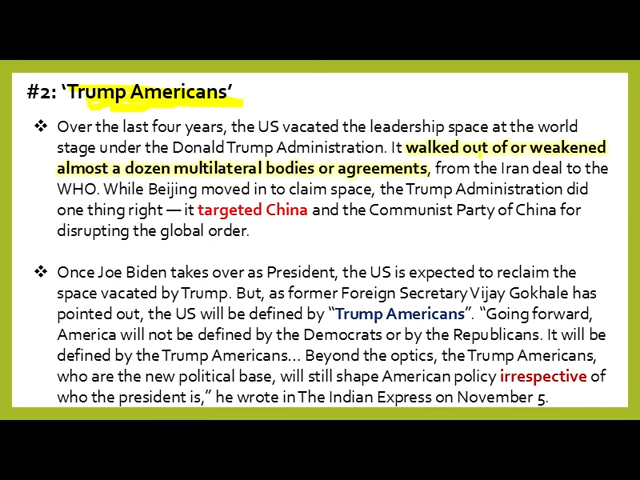 #2: ‘Trump Americans’
❖ Over the last four years, the US vacated the leadership space at the world
stage under the Donald Trump Administration. It walked out of or weakened
almost a dozen multilateral bodies or agreements, from the Iran deal to the
WHO. While Beijing moved in to claim space, the Trump Administration did
one thing right — it targeted China and the Communist Party of China for
disrupting the global order.
❖ Once Joe Biden takes over as President, the US is expected to reclaim the
space vacated by Trump. But, as former Foreign Secretary Vijay Gokhale has
pointed out, the US will be defined by “Trump Americans”. “Going forward,
America will not be defined by the Democrats or by the Republicans. It will be
defined by the Trump Americans... Beyond the optics, the Trump Americans,
who are the new political base, will still shape American policy irrespective of
who the president is,” he wrote in The Indian Express on November 5.